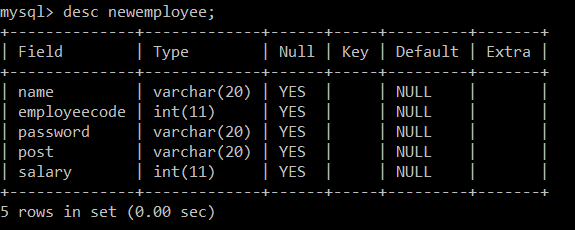 mysql> desc newemployee;
+--------------+-------------+------+-----+---------+-------+
| Field        | Type        | Null | Key | Default | Extra |
+--------------+-------------+------+-----+---------+-------+
| name         | varchar(20) | YES  |     | NULL    |       |
| employeecode | int(11)     | YES  |     | NULL    |       |
| password     | varchar(20) | YES  |     | NULL    |       |
| post         | varchar(20) | YES  |     | NULL    |       |
| salary       | int(11)     | YES  |     | NULL    |       |
+--------------+-------------+------+-----+---------+-------+
5 rows in set (0.00 sec)